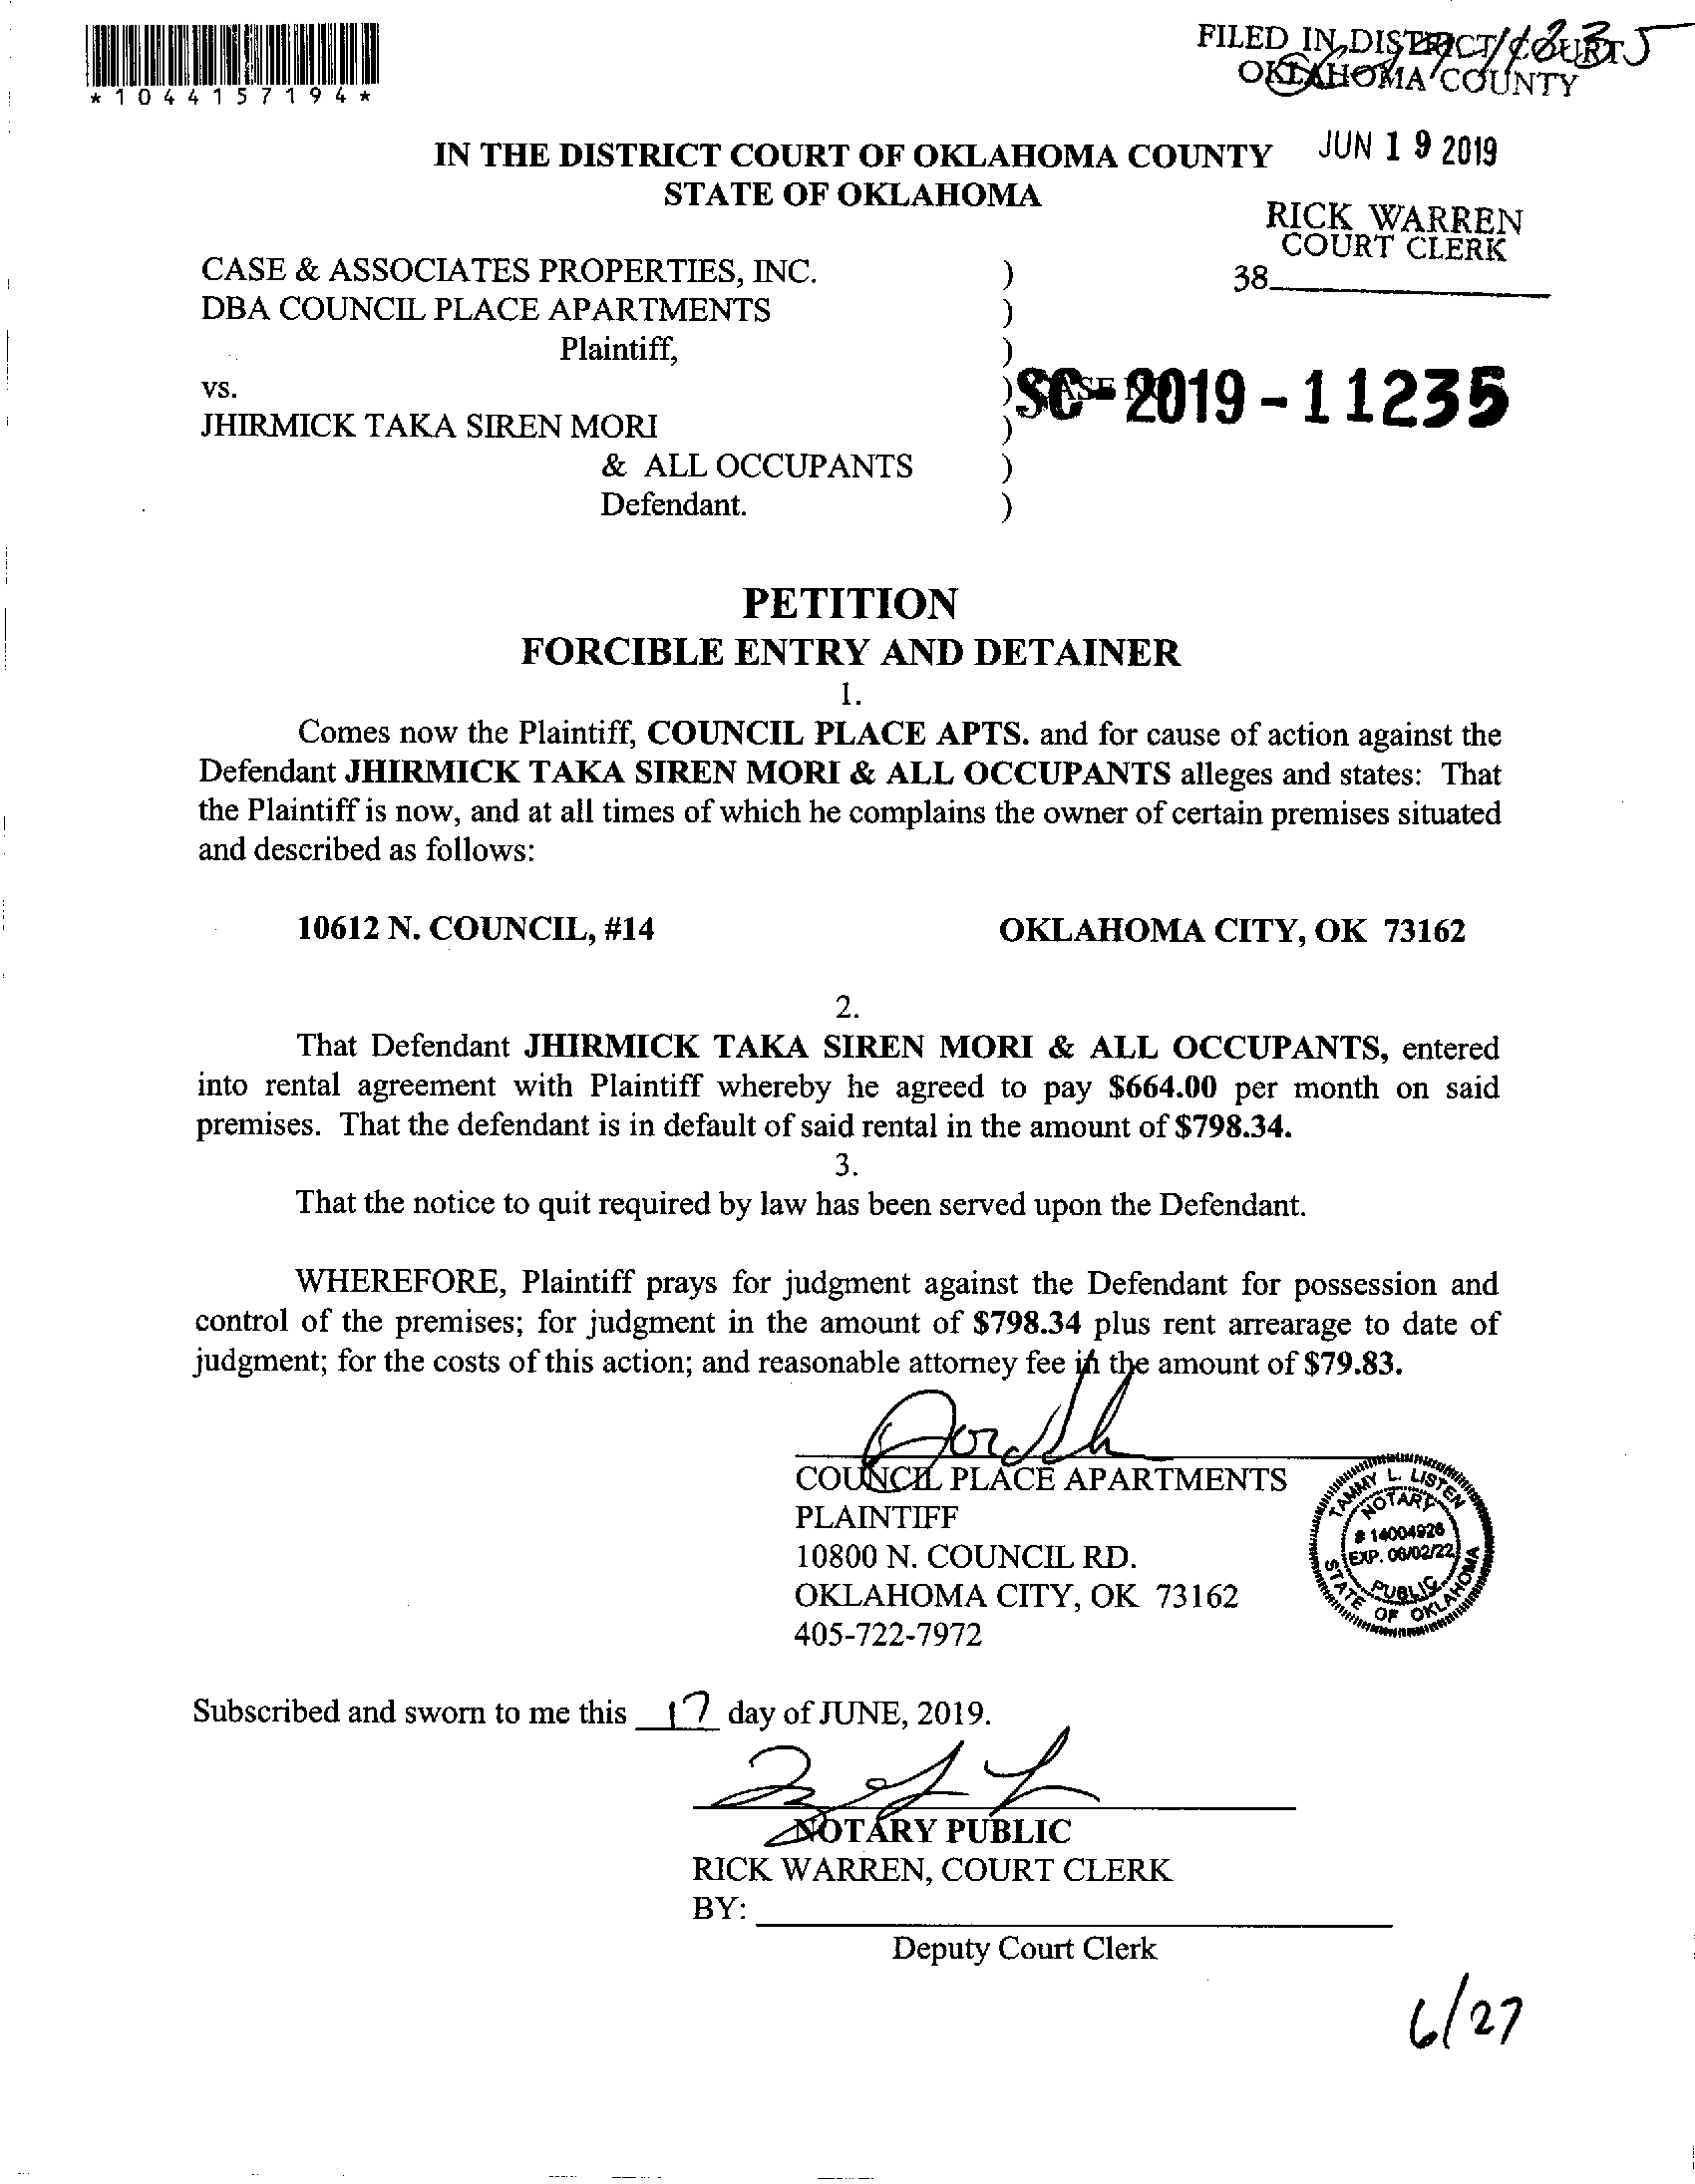 *1044157194*
FILED IN DISTRICT COURT
OKLAHOMA COUNTY
JUN 19 2019
RICK WARREN
COURT CLERK
38
IN THE DISTRICT COURT OF OKLAHOMA COUNTY
STATE OF OKLAHOMA
CASE & ASSOCIATES PROPERTIES, INC. )
DBA COUNCIL PLACE APARTMENTS )
Plaintiff, )
vs. ) SC-2019-11235
JHIRMICK TAKA SIREN MORI )
& ALL OCCUPANTS )
Defendant. )
PETITION
FORCIBLE ENTRY AND DETAINER
1.
Comes now the Plaintiff, COUNCIL PLACE APTS. and for cause of action against the
Defendant JHIRMICK TAKA SIREN MORI & ALL OCCUPANTS alleges and states: That
the Plaintiff is now, and at all times of which he complains the owner of certain premises situated
and described as follows:
10612 N. COUNCIL, #14 OKLAHOMA CITY, OK 73162
2.
That Defendant JHIRMICK TAKA SIREN MORI & ALL OCCUPANTS, entered
into rental agreement with Plaintiff whereby he agreed to pay $664.00 per month on said
premises. That the defendant is in default of said rental in the amount of $798.34.
3.
That the notice to quit required by law has been served upon the Defendant.
WHEREFORE, Plaintiff prays for judgment against the Defendant for possession and
control of the premises; for judgment in the amount of $798.34 plus rent arrearage to date of
judgment; for the costs of this action; and reasonable attorney fee in the amount of $79.83.
COUNCIL PLACE APARTMENTS
PLAINTIFF
10800 N. COUNCIL RD.
OKLAHOMA CITY, OK 73162
405-722-7972
TAMMY L. LISTEN
NOTARY
# 14004926
EXP. 06/02/22
PUBLIC
STATE OF OKLAHOMA
Subscribed and sworn to me this 17 day of JUNE, 2019.
NOTARY PUBLIC
RICK WARREN, COURT CLERK
BY:
Deputy Court Clerk
6/27